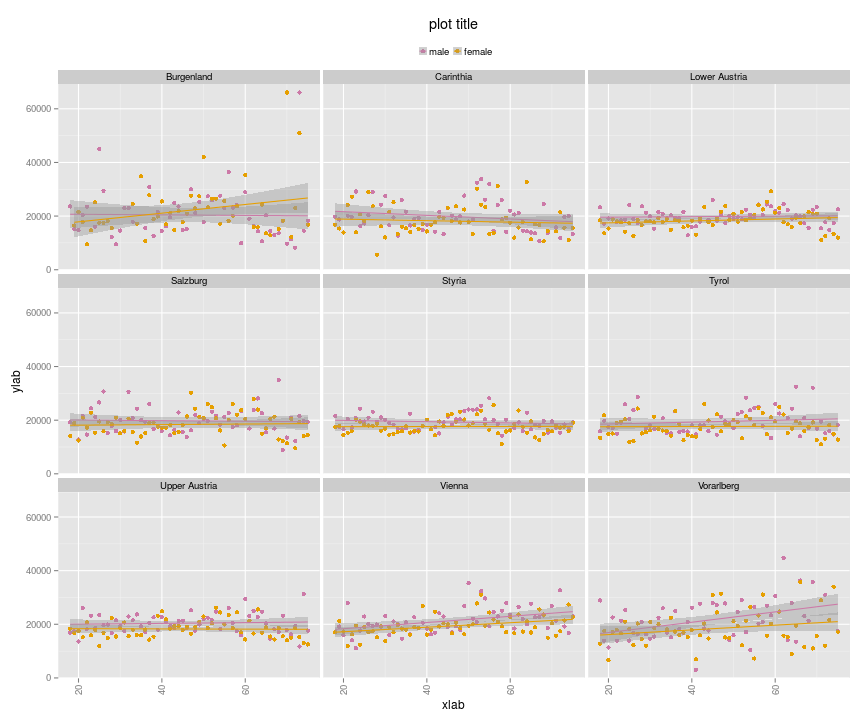 plot title
male female
Burgenland Carinthia Lower Austria
60000
40000
20000
0
Salzburg Styria Tyrol
60000
40000
20000
0
ylab
Upper Austria Vienna Vorarlberg
60000
40000
20000
0
20 40 60 20 40 60 20 40 60
xlab